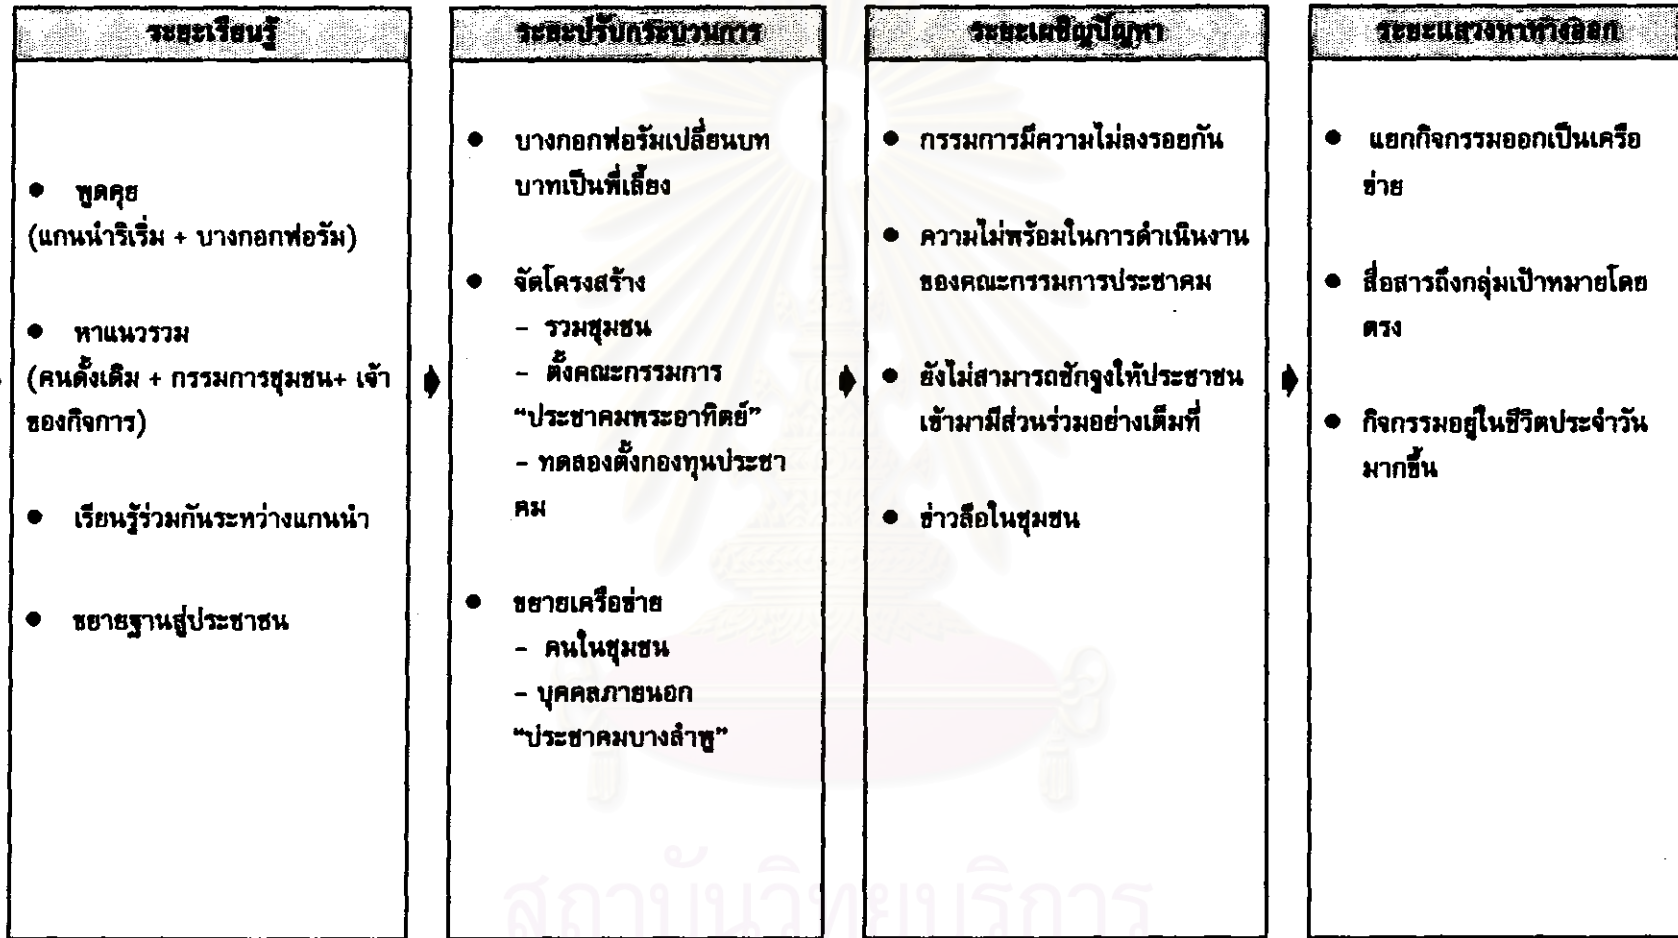 ระยะเรียนรู้
● พูดคุย
(แกนนำริเริ่ม + บางกอกฟอรั่ม)
● หาแนวรวม
(คนดั้งเดิม + กรรมการชุมชน+ เจ้า
ของกิจการ)
● เรียนรู้ร่วมกันระหว่างแกนนำ
● ขยายฐานสู่ประชาชน
ระยะปรับกระบวนการ
● บางกอกฟอรั่มเปลี่ยนบท
บาทเป็นพี่เลี้ยง
● จัดโครงสร้าง
– รวมชุมชน
– ตั้งคณะกรรมการ
“ประชาคมพระอาทิตย์”
– ทดลองตั้งกองทุนประชา
คม
● ขยายเครือข่าย
– คนในชุมชน
– บุคคลภายนอก
“ประชาคมบางลำพู”
ระยะเผชิญปัญหา
● กรรมการมีความไม่ลงรอยกัน
● ความไม่พร้อมในการดำเนินงาน
ของคณะกรรมการประชาคม
● ยังไม่สามารถชักจูงให้ประชาชน
เข้ามามีส่วนร่วมอย่างเต็มที่
● ข่าวลือในชุมชน
ระยะแสวงหาทางออก
● แยกกิจกรรมออกเป็นเครือ
ข่าย
● สื่อสารถึงกลุ่มเป้าหมายโดย
ตรง
● กิจกรรมอยู่ในชีวิตประจำวัน
มากขึ้น
สถาบันวิทยบริการ